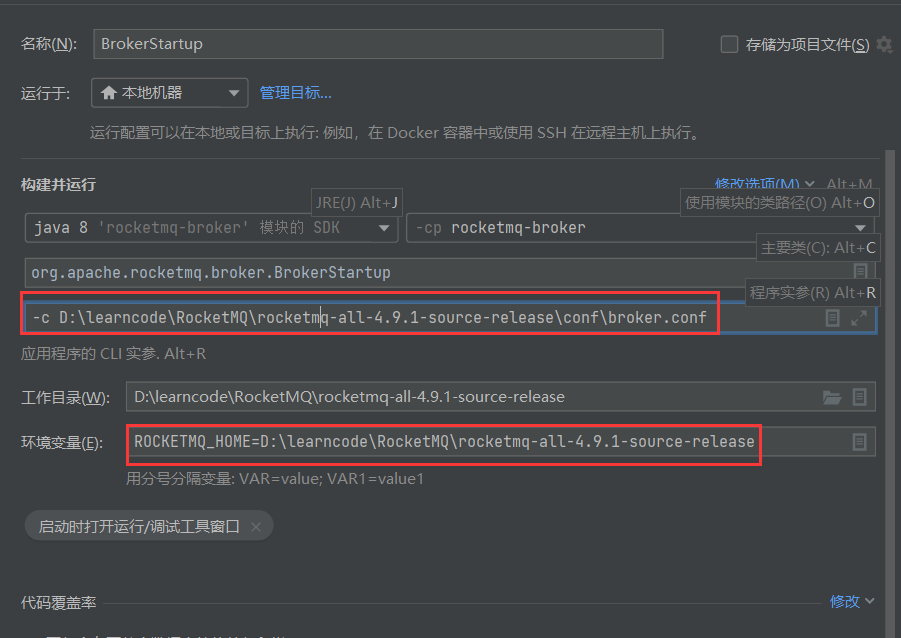 名称(N): BrokerStartup 存储为项目文件(S)
运行于: 本地机器 管理目标...
运行配置可以在本地或目标上执行: 例如，在 Docker 容器中或使用 SSH 在远程主机上执行。
构建并运行 修改选项(M) Alt+M
JRE(J) Alt+J 使用模块的类路径(O) Alt+O
java 8 'rocketmq-broker' 模块的 SDK -cp rocketmq-broker
主要类(C): Alt+C
org.apache.rocketmq.broker.BrokerStartup
程序实参(R) Alt+R
-c D:\learncode\RocketMQ\rocketmq-all-4.9.1-source-release\conf\broker.conf
应用程序的 CLI 实参. Alt+R
工作目录(W): D:\learncode\RocketMQ\rocketmq-all-4.9.1-source-release
环境变量(E): ROCKETMQ_HOME=D:\learncode\RocketMQ\rocketmq-all-4.9.1-source-release
用分号分隔变量: VAR=value; VAR1=value1
启动时打开运行/调试工具窗口
代码覆盖率 修改